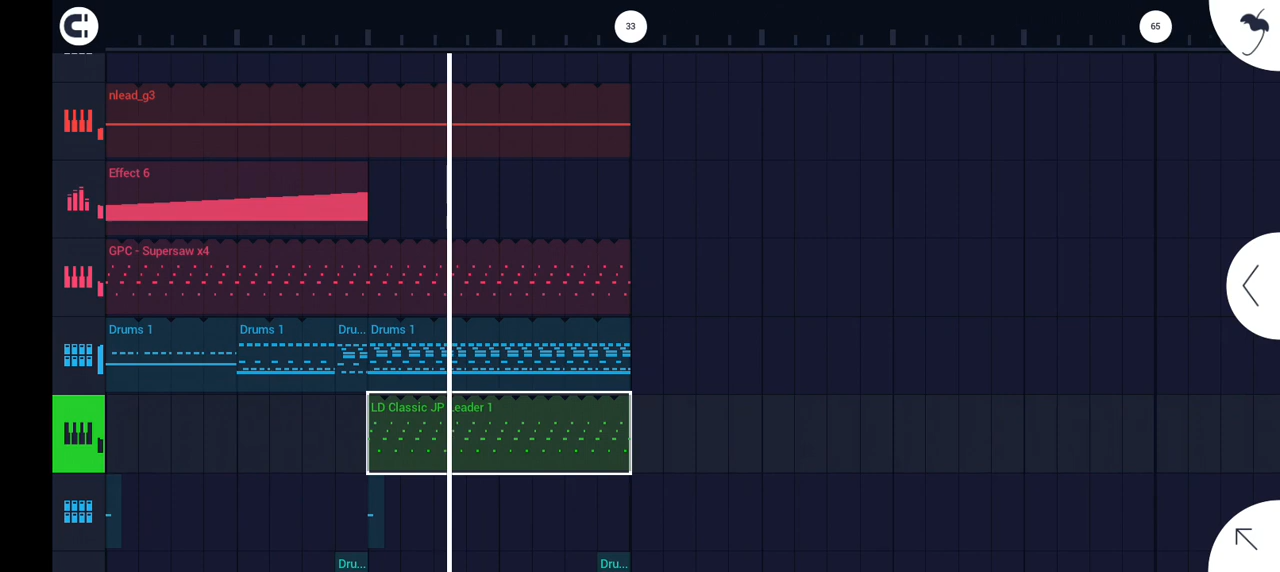 33
65
nlead_g3
Effect 6
GPC - Supersaw x4
Drums 1
Drums 1
Dru...
Drums 1
LD Classic JP Leader 1
Dru...
Dru...